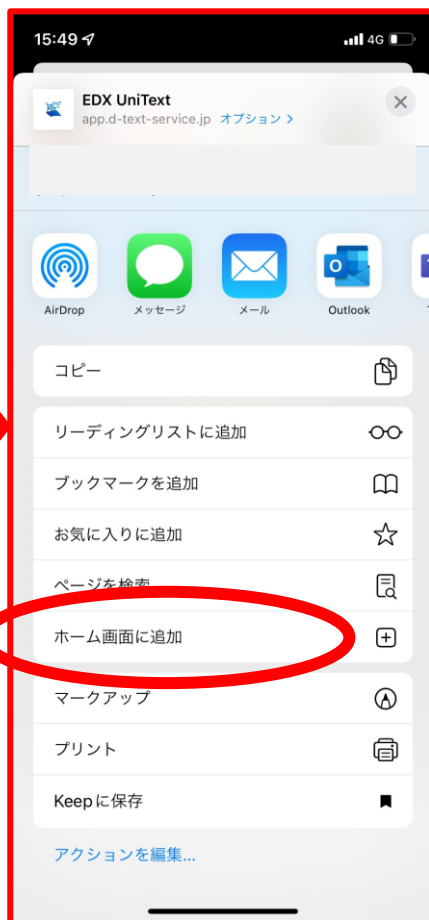 15:49
4G
EDX UniText
app.d-text-service.jp オプション >
AirDrop
メッセージ
メール
Outlook
コピー
リーディングリストに追加
ブックマークを追加
お気に入りに追加
ページを検索
ホーム画面に追加
マークアップ
プリント
Keepに保存
アクションを編集...